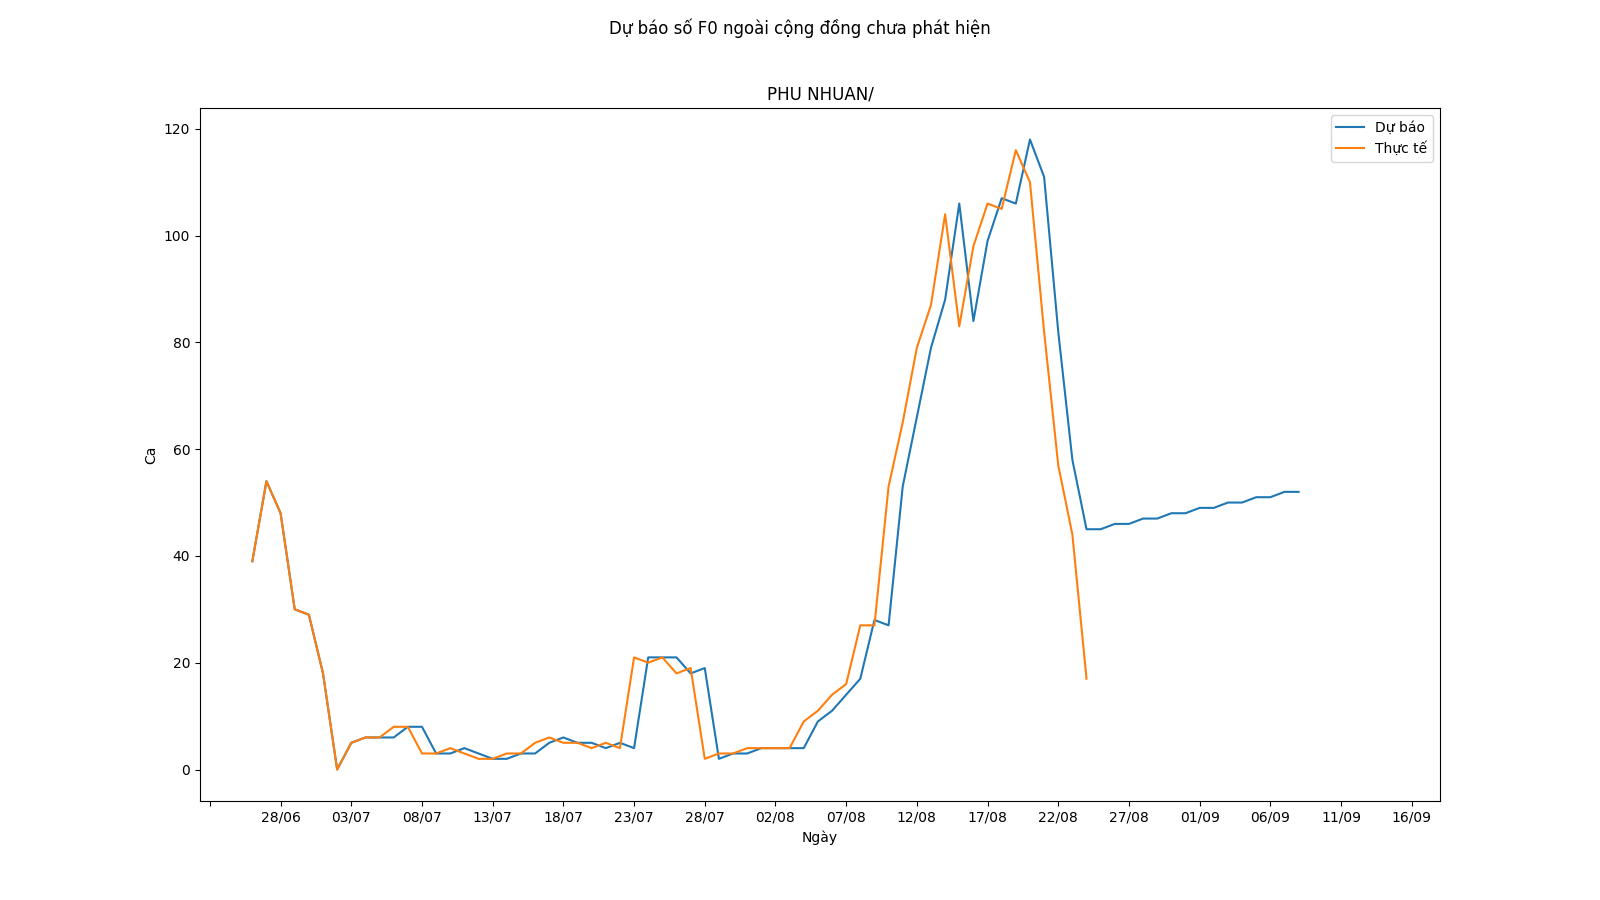 Dự báo số F0 ngoài cộng đồng chưa phát hiện
PHU NHUAN/
120
100
80
60
40
20
0
Ca
Dự báo
Thực tế
28/06 03/07 08/07 13/07 18/07 23/07 28/07 02/08 07/08 12/08 17/08 22/08 27/08 01/09 06/09 11/09 16/09
Ngày